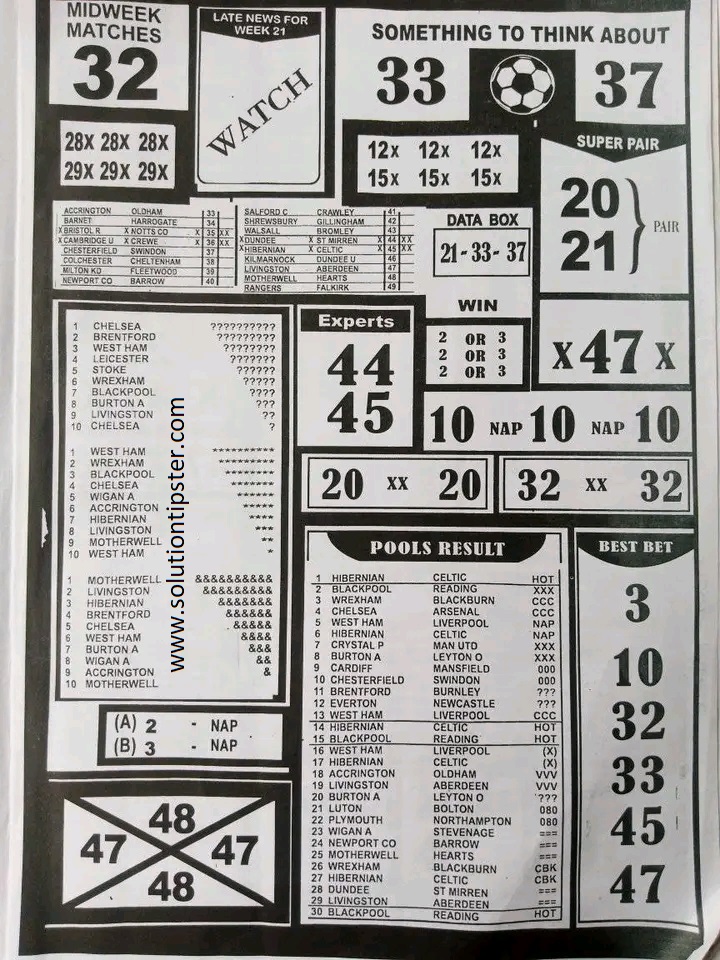 MIDWEEK
MATCHES
32
28X 28X 28X
29X 29X 29X
LATE NEWS FOR
WEEK 21
WATCH
SOMETHING TO THINK ABOUT
33 37
12X 12X 12X
15X 15X 15X
SUPER PAIR
20
21
PAIR
ACCRINGTON OLDHAM 33
BARNET HARROGATE 34
X BRISTOL R X NOTTS CO X 35 XX
X CAMBRIDGE U X CREWE X 36 XX
CHESTERFIELD SWINDON 37
COLCHESTER CHELTENHAM 38
MILTON KD FLEETWOOD 39
NEWPORT CO BARROW 40
SALFORD C CRAWLEY 41
SHREWSBURY GILLINGHAM 42
WALSALL BROMLEY 43
X DUNDEE X ST MIRREN X 44 XX
X HIBERNIAN X CELTIC X 45 XX
KILMARNOCK DUNDEE U 46
LIVINGSTON ABERDEEN 47
MOTHERWELL HEARTS 48
RANGERS FALKIRK 49
DATA BOX
21-33-37
WIN
2 OR 3
2 OR 3
2 OR 3
X 47 X
Experts
44
45
10 NAP 10 NAP 10
20 XX 20
32 XX 32
1 CHELSEA ??????????
2 BRENTFORD ?????????
3 WEST HAM ????????
4 LEICESTER ???????
5 STOKE ??????
6 WREXHAM ?????
7 BLACKPOOL ????
8 BURTON A ???
9 LIVINGSTON ??
10 CHELSEA ?
1 WEST HAM **********
2 WREXHAM *********
3 BLACKPOOL ********
4 CHELSEA *******
5 WIGAN A ******
6 ACCRINGTON *****
7 HIBERNIAN ****
8 LIVINGSTON ***
9 MOTHERWELL **
10 WEST HAM *
1 MOTHERWELL &&&&&&&&&&
2 LIVINGSTON &&&&&&&&&
3 HIBERNIAN &&&&&&&
4 BRENTFORD &&&&&&
5 CHELSEA &&&&&
6 WEST HAM &&&&
7 BURTON A &&&
8 WIGAN A &&
9 ACCRINGTON &
10 MOTHERWELL
www.solutiontipster.com
(A) 2 - NAP
(B) 3 - NAP
48
47 47
48
POOLS RESULT
1 HIBERNIAN CELTIC HOT
2 BLACKPOOL READING XXX
3 WREXHAM BLACKBURN CCC
4 CHELSEA ARSENAL CCC
5 WEST HAM LIVERPOOL NAP
6 HIBERNIAN CELTIC NAP
7 CRYSTAL P MAN UTD XXX
8 BURTON A LEYTON O XXX
9 CARDIFF MANSFIELD 000
10 CHESTERFIELD SWINDON 000
11 BRENTFORD BURNLEY ???
12 EVERTON NEWCASTLE ???
13 WEST HAM LIVERPOOL CCC
14 HIBERNIAN CELTIC HOT
15 BLACKPOOL READING HOT
16 WEST HAM LIVERPOOL (X)
17 HIBERNIAN CELTIC (X)
18 ACCRINGTON OLDHAM VVV
19 LIVINGSTON ABERDEEN VVV
20 BURTON A LEYTON O ???
21 LUTON BOLTON 080
22 PLYMOUTH NORTHAMPTON 080
23 WIGAN A STEVENAGE ===
24 NEWPORT CO BARROW ===
25 MOTHERWELL HEARTS ===
26 WREXHAM BLACKBURN CBK
27 HIBERNIAN CELTIC CBK
28 DUNDEE ST MIRREN ===
29 LIVINGSTON ABERDEEN ===
30 BLACKPOOL READING HOT
BEST BET
3
10
32
33
45
47